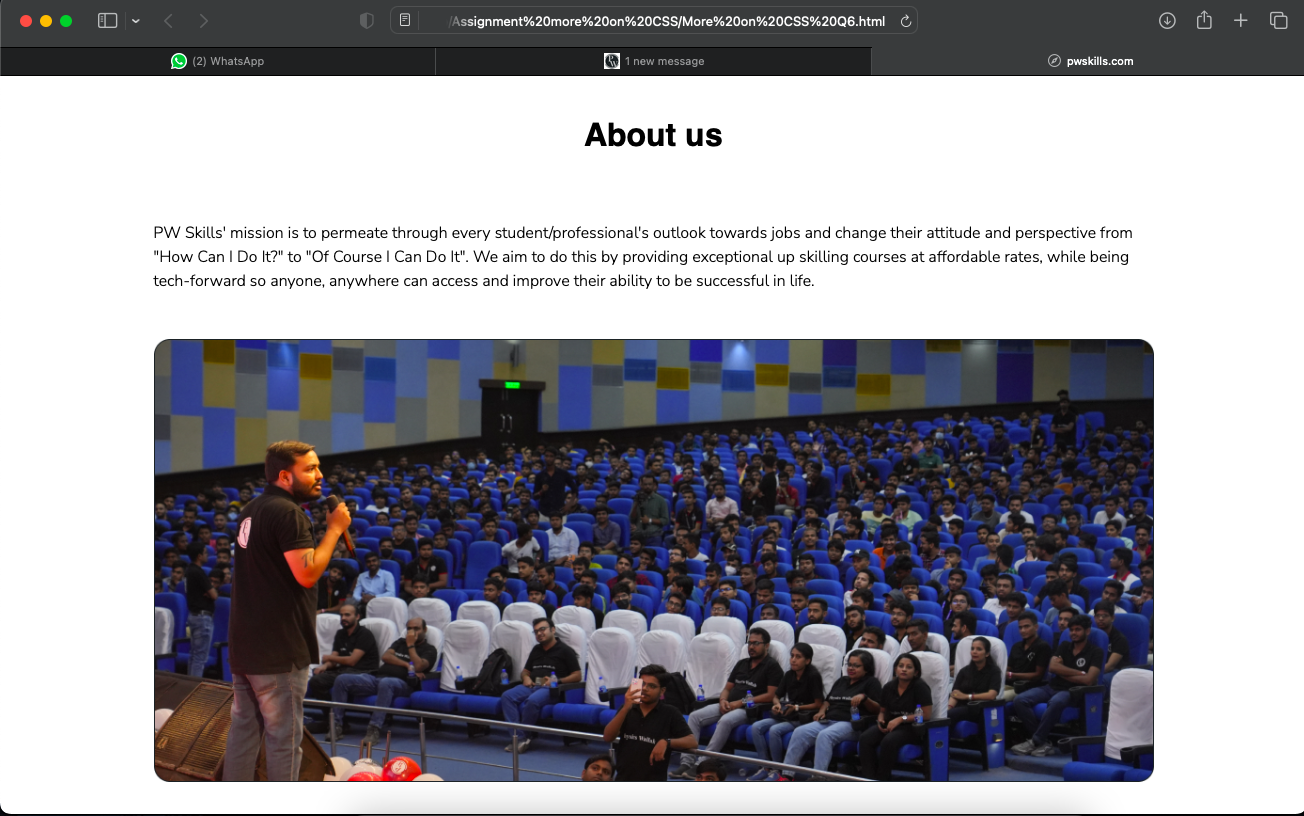 /Assignment%20more%20on%20CSS/More%20on%20CSS%20Q6.html
(2) WhatsApp
1 new message
pwskills.com
About us
PW Skills' mission is to permeate through every student/professional's outlook towards jobs and change their attitude and perspective from
"How Can I Do It?" to "Of Course I Can Do It". We aim to do this by providing exceptional up skilling courses at affordable rates, while being
tech-forward so anyone, anywhere can access and improve their ability to be successful in life.